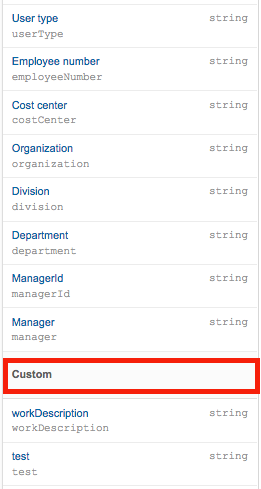 User type string
userType
Employee number string
employeeNumber
Cost center string
costCenter
Organization string
organization
Division string
division
Department string
department
ManagerId string
managerId
Manager string
manager
Custom
workDescription string
workDescription
test string
test